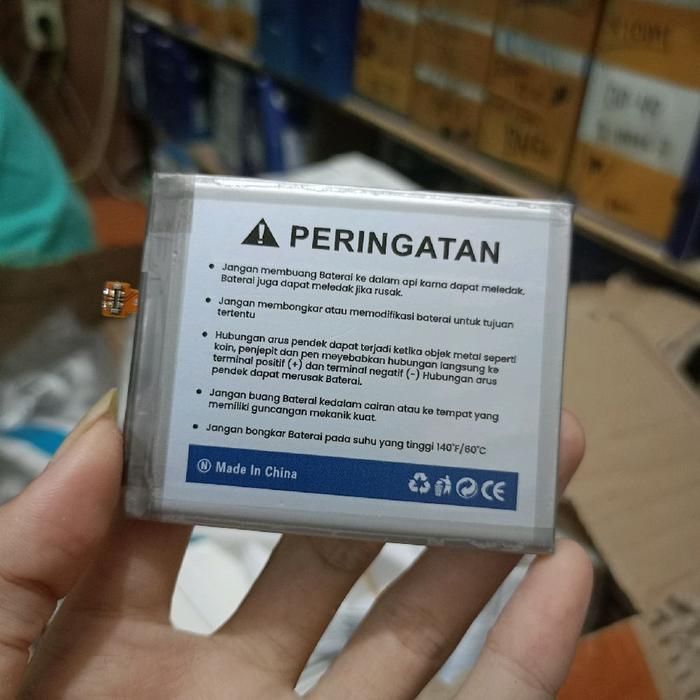 PERINGATAN
• Jangan membuang Baterai ke dalam api karna dapat meledak.
Baterai juga dapat meledak jika rusak.
• Jangan membongkar atau memodifikasi baterai untuk tujuan
tertentu
• Hubungan arus pendek dapat terjadi ketika objek metal seperti
koin, penjepit dan pen meyebabkan hubungan langsung ke
terminal positif (+) dan terminal negatif (-) Hubungan arus
pendek dapat merusak Baterai.
• Jangan buang Baterai kedalam cairan atau ke tempat yang
memiliki guncangan mekanik kuat.
• Jangan bongkar Baterai pada suhu yang tinggi 140°F/60°C
N Made In China
CE